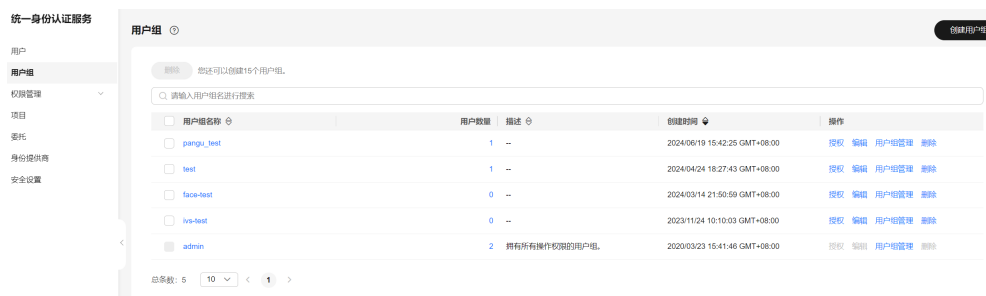 统一身份认证服务
用户
用户组
权限管理
项目
委托
身份提供商
安全设置
用户组
创建用户组
删除 您还可以创建15个用户组。
请输入用户组名进行搜索
用户组名称 用户数量 描述 创建时间 操作
pangu_test 1 -- 2024/06/19 15:42:25 GMT+08:00 授权 编辑 用户组管理 删除
test 1 -- 2024/04/24 18:27:43 GMT+08:00 授权 编辑 用户组管理 删除
face-test 0 -- 2024/03/14 21:50:59 GMT+08:00 授权 编辑 用户组管理 删除
ivs-test 0 -- 2023/11/24 10:10:03 GMT+08:00 授权 编辑 用户组管理 删除
admin 2 拥有所有操作权限的用户组。 2020/03/23 15:41:46 GMT+08:00 授权 编辑 用户组管理 删除
总条数: 5 10 < 1 >